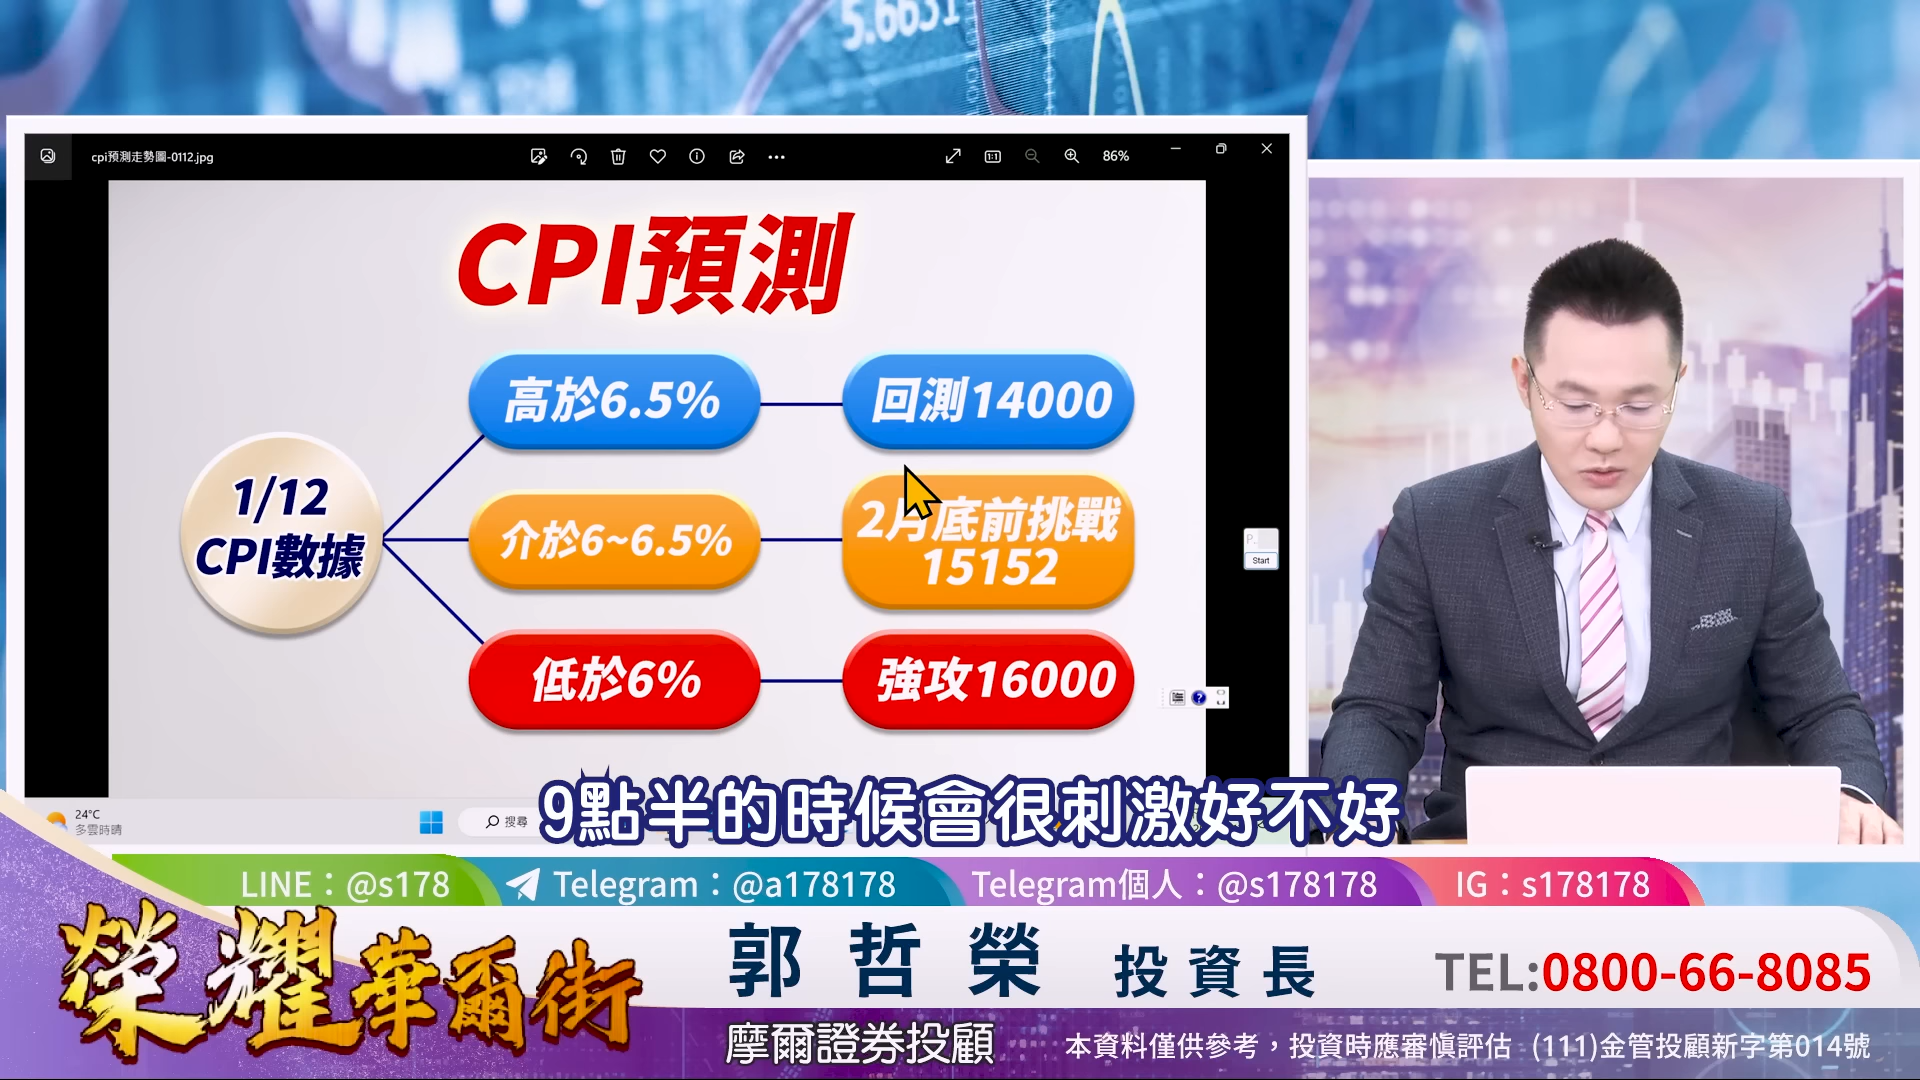 5.6631
cpi預測走勢圖-0112.jpg
1:1
86%
CPI預測
高於6.5%
回測14000
1/12
CPI數據
介於6~6.5%
2月底前挑戰
15152
低於6%
強攻16000
P.
Start
24°C
多雲時晴
搜尋
9點半的時候會很刺激好不好
LINE：@s178
Telegram：@a178178
Telegram個人：@s178178
IG：s178178
榮耀華爾街
郭哲榮 投資長
TEL:0800-66-8085
摩爾證券投顧
本資料僅供參考，投資時應審慎評估 (111)金管投顧新字第014號